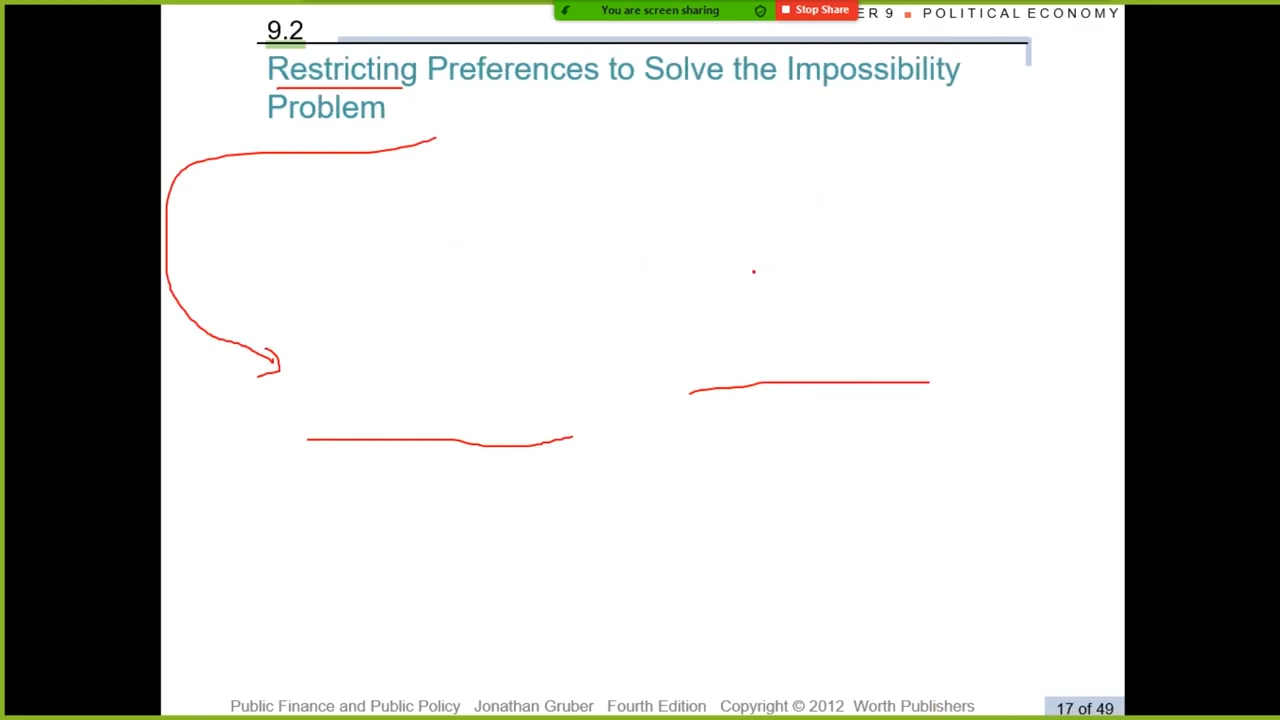 You are screen sharing
Stop Share
ER 9 ▪ POLITICAL ECONOMY
9.2
Restricting Preferences to Solve the Impossibility
Problem
Public Finance and Public Policy Jonathan Gruber Fourth Edition Copyright © 2012 Worth Publishers
17 of 49